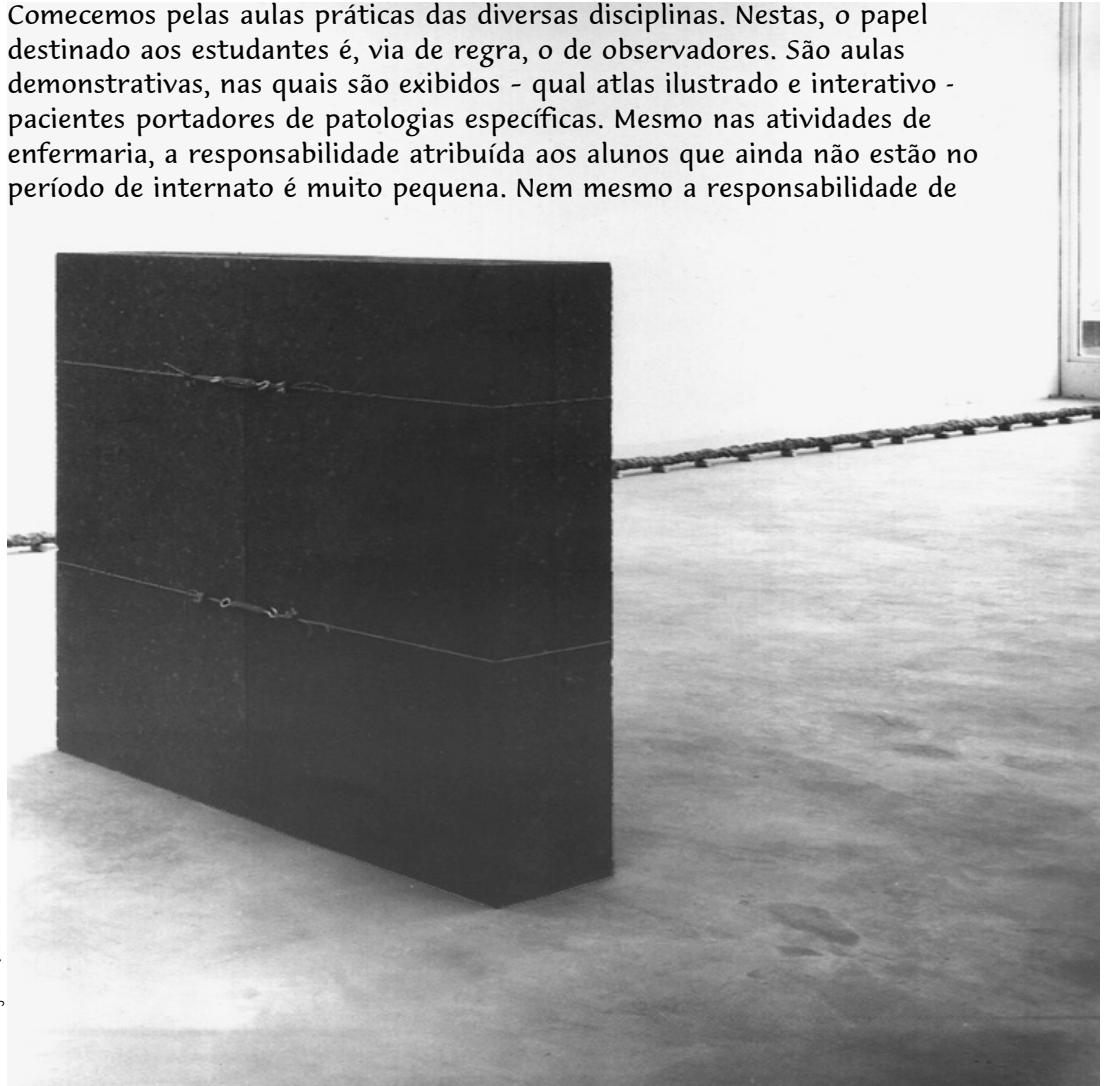 Comecemos pelas aulas práticas das diversas disciplinas. Nestas, o papel
destinado aos estudantes é, via de regra, o de observadores. São aulas
demonstrativas, nas quais são exibidos - qual atlas ilustrado e interativo -
pacientes portadores de patologias específicas. Mesmo nas atividades de
enfermaria, a responsabilidade atribuída aos alunos que ainda não estão no
período de internato é muito pequena. Nem mesmo a responsabilidade de